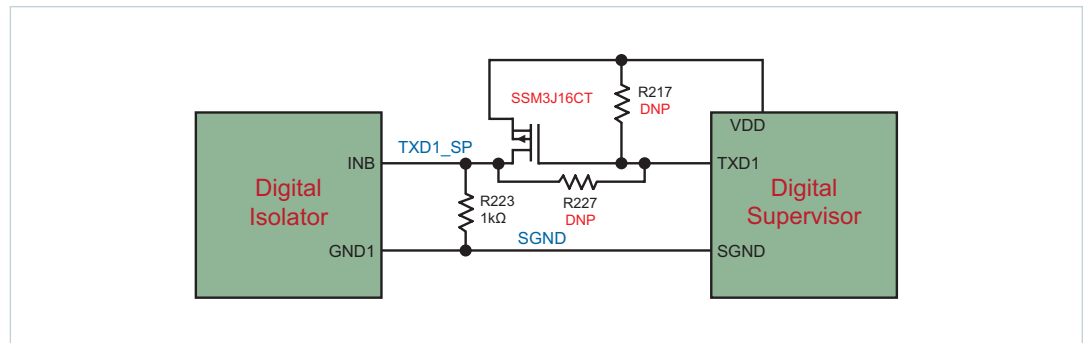 SSM3J16CT
R217
DNP
VDD
TXD1_SP
INB
TXD1
Digital
Isolator
R223
1kΩ
R227
DNP
Digital
Supervisor
SGND
GND1
SGND